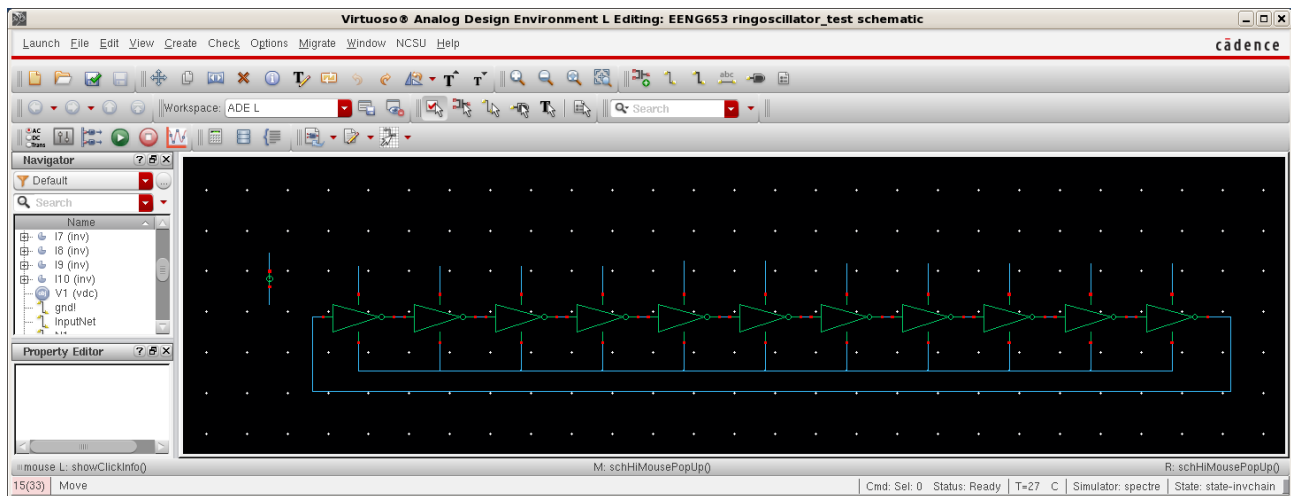 Virtuoso® Analog Design Environment L Editing: EENG653 ringoscillator_test schematic
Launch File Edit View Create Check Options Migrate Window NCSU Help
cādence
Workspace: ADE L
Search
Navigator
Default
Search
Name
I7 (inv)
I8 (inv)
I9 (inv)
I10 (inv)
V1 (vdc)
gnd!
InputNet
Property Editor
mouse L: showClickInfo() M: schHiMousePopUp() R: schHiMousePopUp()
15(33) Move Cmd: Sel: 0 Status: Ready T=27 C Simulator: spectre State: state-invchain